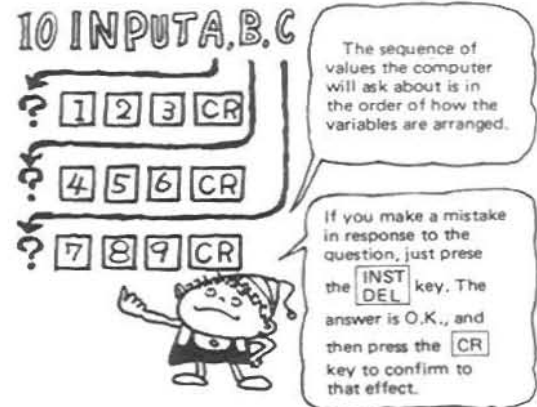 10 INPUT A, B, C
The sequence of
values the computer
will ask about is in
the order of how the
variables are arranged.
? 1 2 3 CR
? 4 5 6 CR
? 7 8 9 CR
If you make a mistake
in response to the
question, just prese
the INST DEL key. The
answer is O.K., and
then press the CR
key to confirm to
that effect.